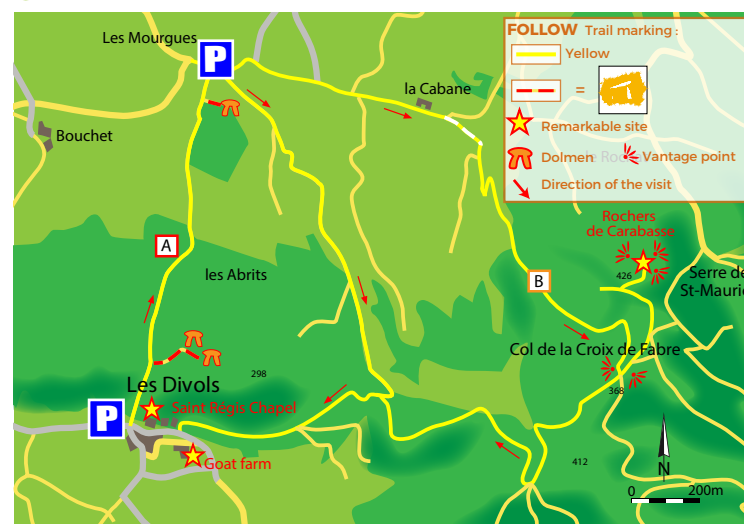 FOLLOW Trail marking :
Yellow
=
Remarkable site
Dolmen
Vantage point
Direction of the visit
Les Mourgues
P
la Cabane
Bouchet
Rochers
de Carabasse
A
les Abrits
426
Serre de
St-Mauri
B
Col de la Croix de Fabre
298
368
Les Divols
P
Saint Régis Chapel
Goat farm
412
N
0 200m